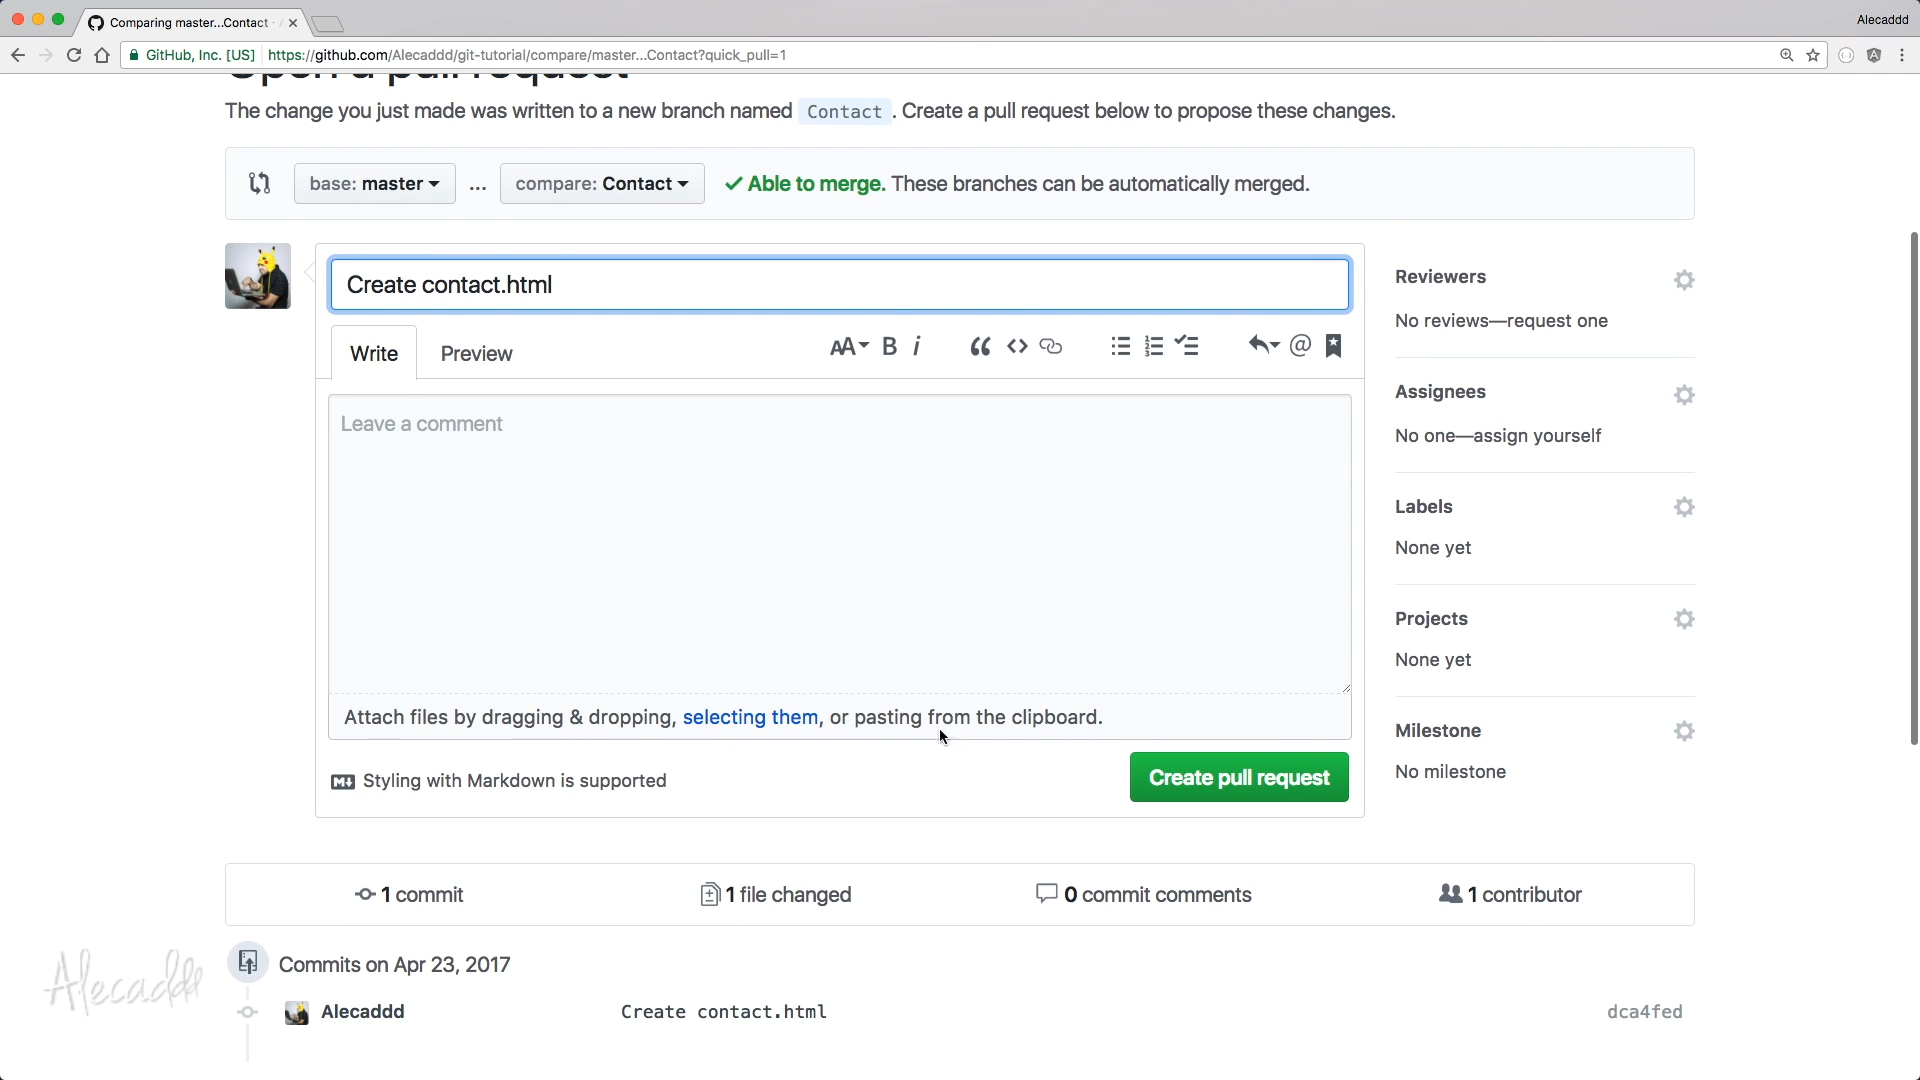 Comparing master...Contact ·
Alecaddd
GitHub, Inc. [US] https://github.com/Alecaddd/git-tutorial/compare/master...Contact?quick_pull=1
Open a pull request
The change you just made was written to a new branch named Contact . Create a pull request below to propose these changes.
base: master ... compare: Contact Able to merge. These branches can be automatically merged.
Create contact.html
Write Preview AA B i
Leave a comment
Attach files by dragging & dropping, selecting them, or pasting from the clipboard.
Styling with Markdown is supported
Create pull request
Reviewers
No reviews—request one
Assignees
No one—assign yourself
Labels
None yet
Projects
None yet
Milestone
No milestone
1 commit 1 file changed 0 commit comments 1 contributor
Commits on Apr 23, 2017
Alecaddd Create contact.html dca4fed
Alecaddd